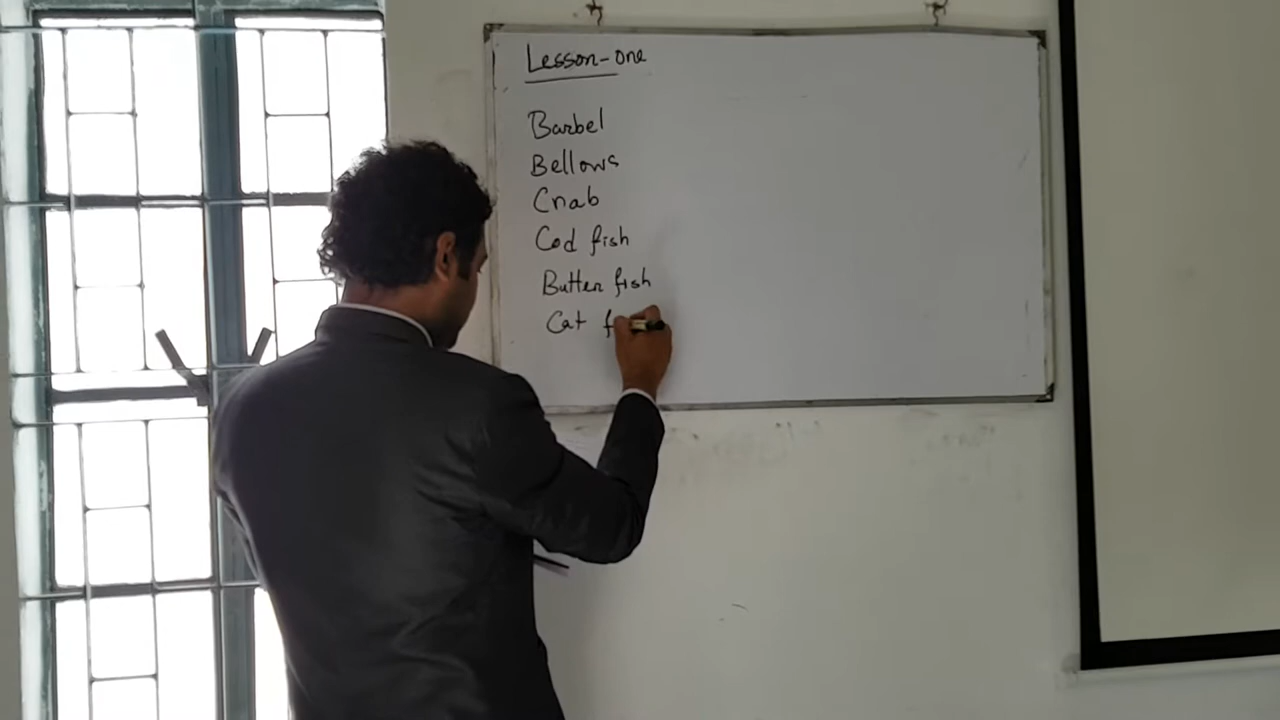 Lesson-one
Barbel
Bellows
Crab
Cod fish
Butter fish
Cat f